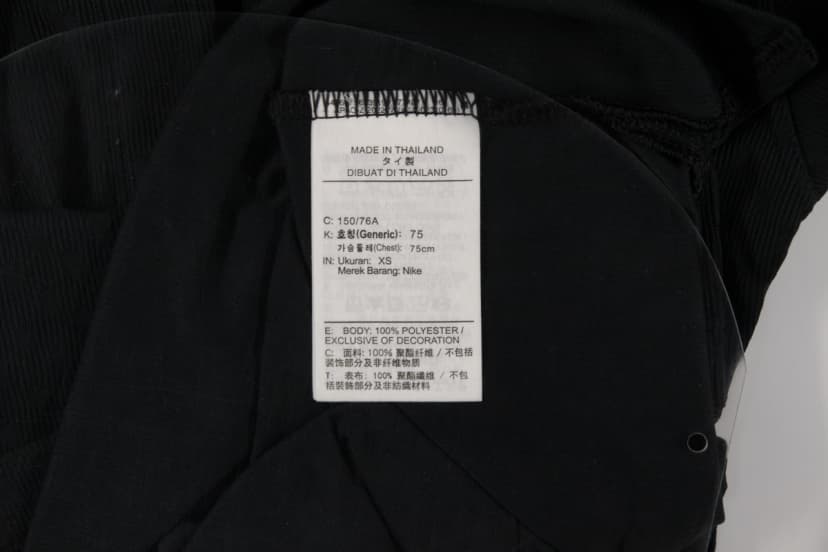 MADE IN THAILAND
タイ製
DIBUAT DI THAILAND
C: 150/76A
K: 호칭(Generic): 75
가슴둘레(Chest): 75cm
IN: Ukuran: XS
Merek Barang: Nike
E: BODY: 100% POLYESTER /
EXCLUSIVE OF DECORATION
C: 面料: 100% 聚酯纤维 / 不包括
装饰部分及非纤维物质
T: 表布: 100% 聚酯纖維 / 不包
括裝飾部分及非紡織材料